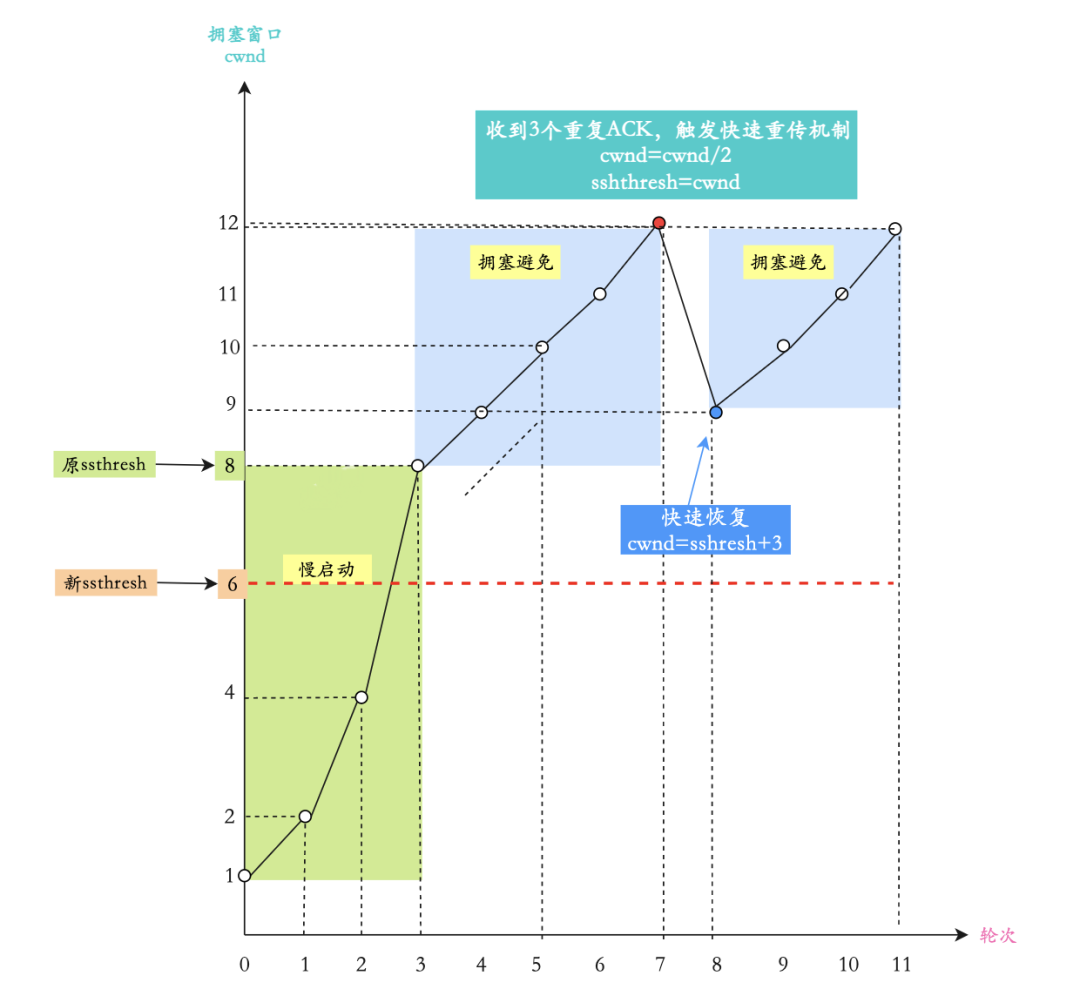 拥塞窗口
cwnd
收到3个重复ACK，触发快速重传机制
cwnd=cwnd/2
sshthresh=cwnd
12
拥塞避免
拥塞避免
11
10
9
原ssthresh
8
快速恢复
cwnd=sshresh+3
慢启动
新ssthresh
6
4
2
1
轮次
0 1 2 3 4 5 6 7 8 9 10 11